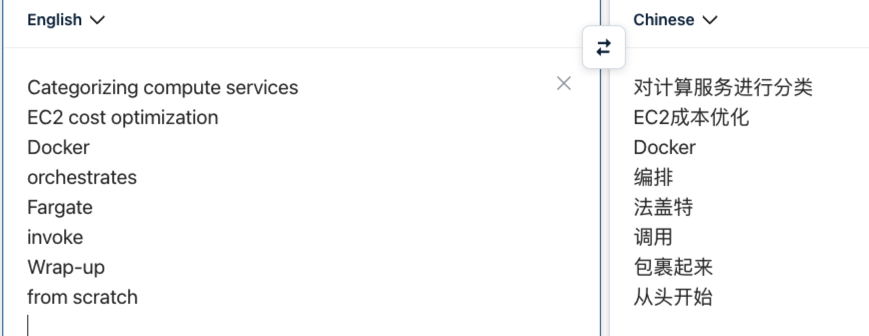 English
Chinese
Categorizing compute services
EC2 cost optimization
Docker
orchestrates
Fargate
invoke
Wrap-up
from scratch
对计算服务进行分类
EC2成本优化
Docker
编排
法盖特
调用
包裹起来
从头开始